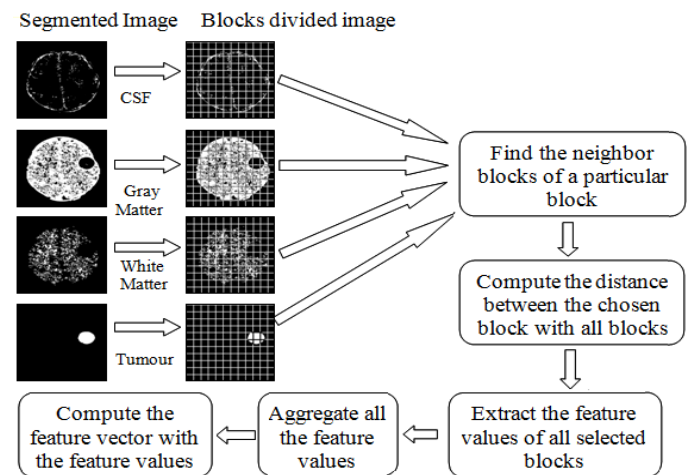 Segmented Image
Blocks divided image
CSF
Gray
Matter
White
Matter
Tumour
Find the neighbor
blocks of a particular
block
Compute the distance
between the chosen
block with all blocks
Extract the feature
values of all selected
blocks
Aggregate all
the feature
values
Compute the
feature vector with
the feature values